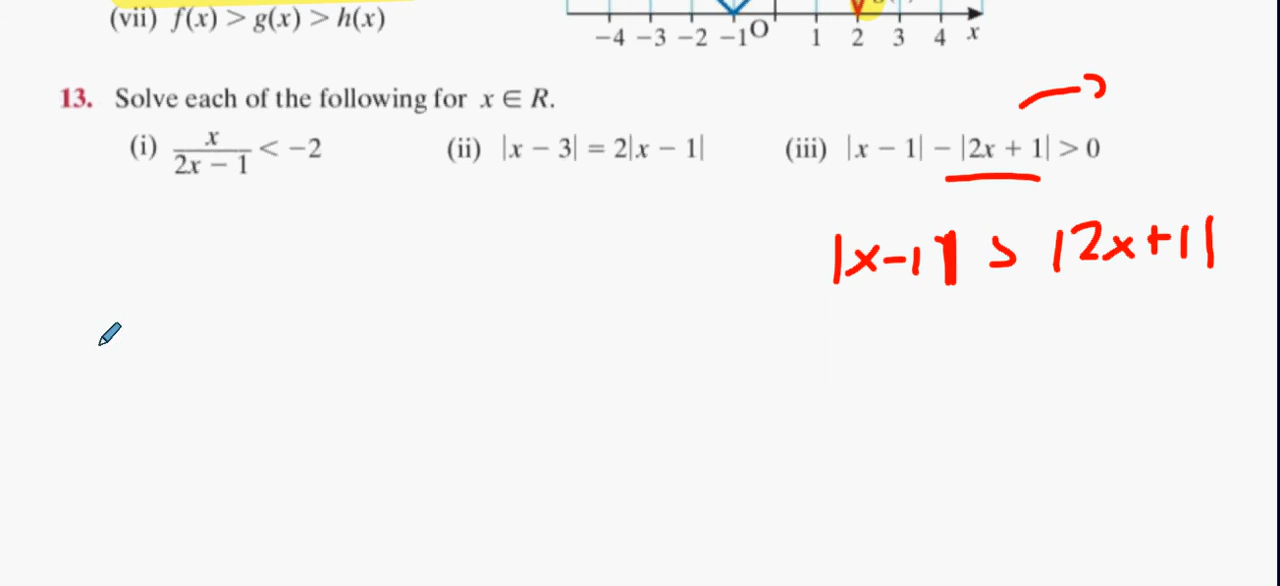 (vii) f(x) > g(x) > h(x)
−4 −3 −2 −1 O 1 2 3 4 x
13. Solve each of the following for x ∈ R.
(i) x/(2x − 1) < −2 (ii) |x − 3| = 2|x − 1| (iii) |x − 1| − |2x + 1| > 0
|x-1| > |2x+1|